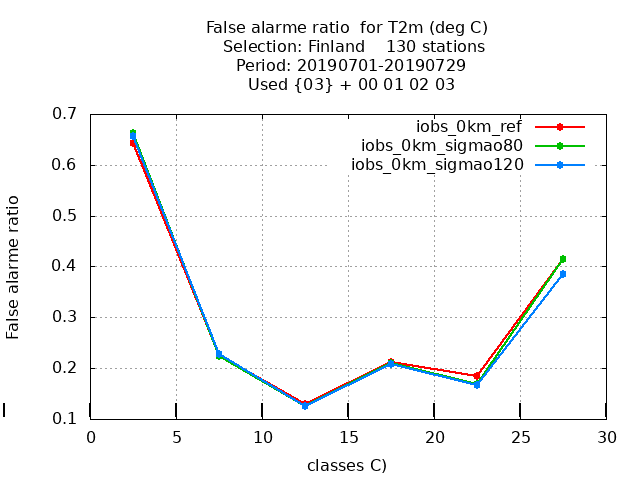 False alarme ratio  for T2m (deg C)
Selection: Finland    130 stations
Period: 20190701-20190729
Used {03} + 00 01 02 03
iobs_0km_ref
iobs_0km_sigmao80
iobs_0km_sigmao120
False alarme ratio
0.7
0.6
0.5
0.4
0.3
0.2
0.1
0 5 10 15 20 25 30
classes C)